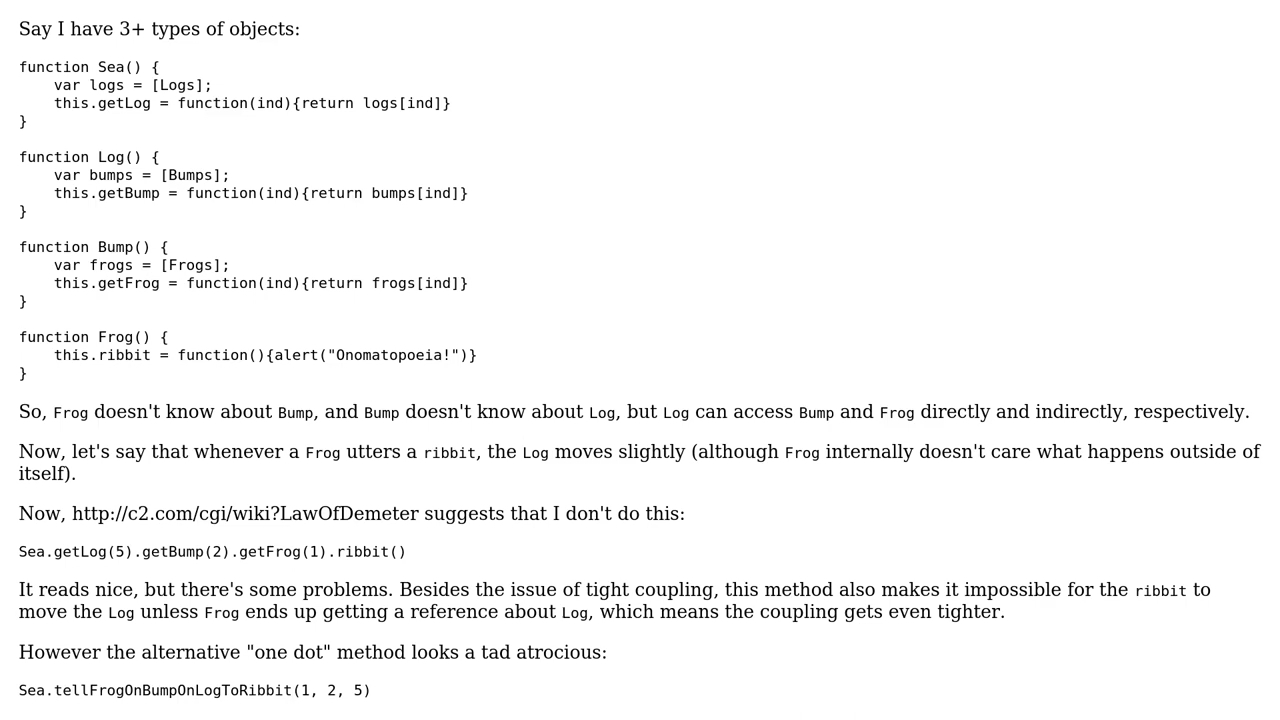 Say I have 3+ types of objects:
function Sea() {
    var logs = [Logs];
    this.getLog = function(ind){return logs[ind]}
}
function Log() {
    var bumps = [Bumps];
    this.getBump = function(ind){return bumps[ind]}
}
function Bump() {
    var frogs = [Frogs];
    this.getFrog = function(ind){return frogs[ind]}
}
function Frog() {
    this.ribbit = function(){alert("Onomatopoeia!")}
}
So, Frog doesn't know about Bump, and Bump doesn't know about Log, but Log can access Bump and Frog directly and indirectly, respectively.
Now, let's say that whenever a Frog utters a ribbit, the Log moves slightly (although Frog internally doesn't care what happens outside of
itself).
Now, http://c2.com/cgi/wiki?LawOfDemeter suggests that I don't do this:
Sea.getLog(5).getBump(2).getFrog(1).ribbit()
It reads nice, but there's some problems. Besides the issue of tight coupling, this method also makes it impossible for the ribbit to
move the Log unless Frog ends up getting a reference about Log, which means the coupling gets even tighter.
However the alternative "one dot" method looks a tad atrocious:
Sea.tellFrogOnBumpOnLogToRibbit(1, 2, 5)